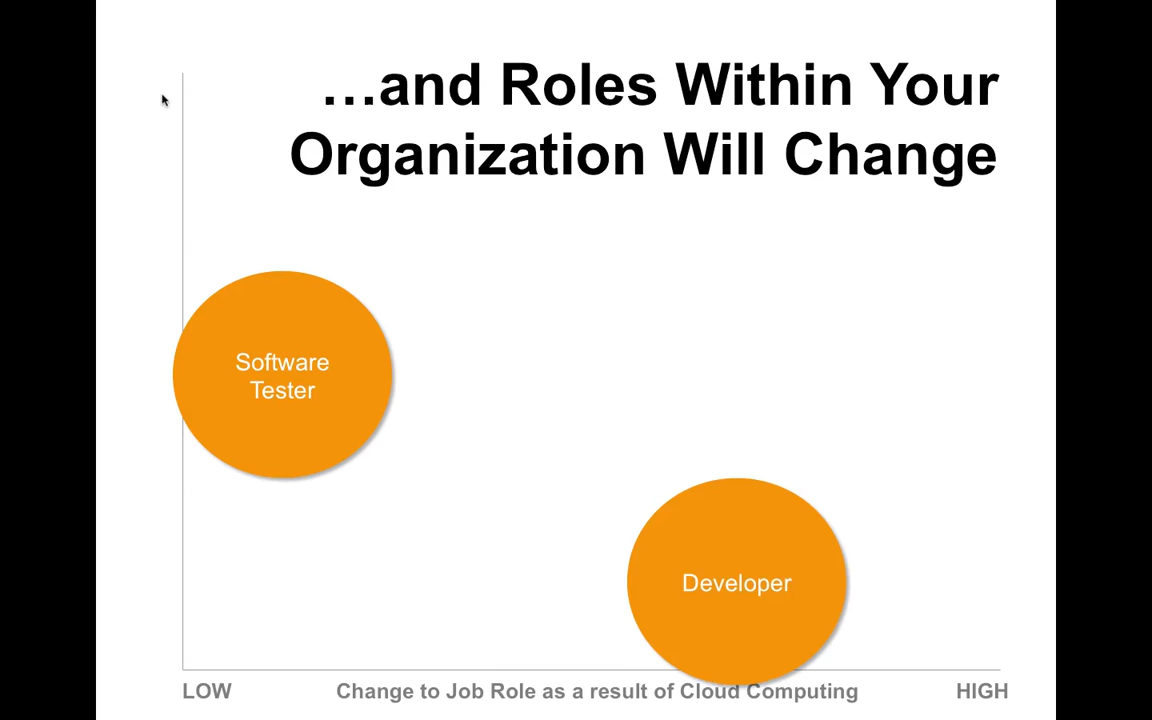 …and Roles Within Your
Organization Will Change
Software
Tester
Developer
LOW
Change to Job Role as a result of Cloud Computing
HIGH